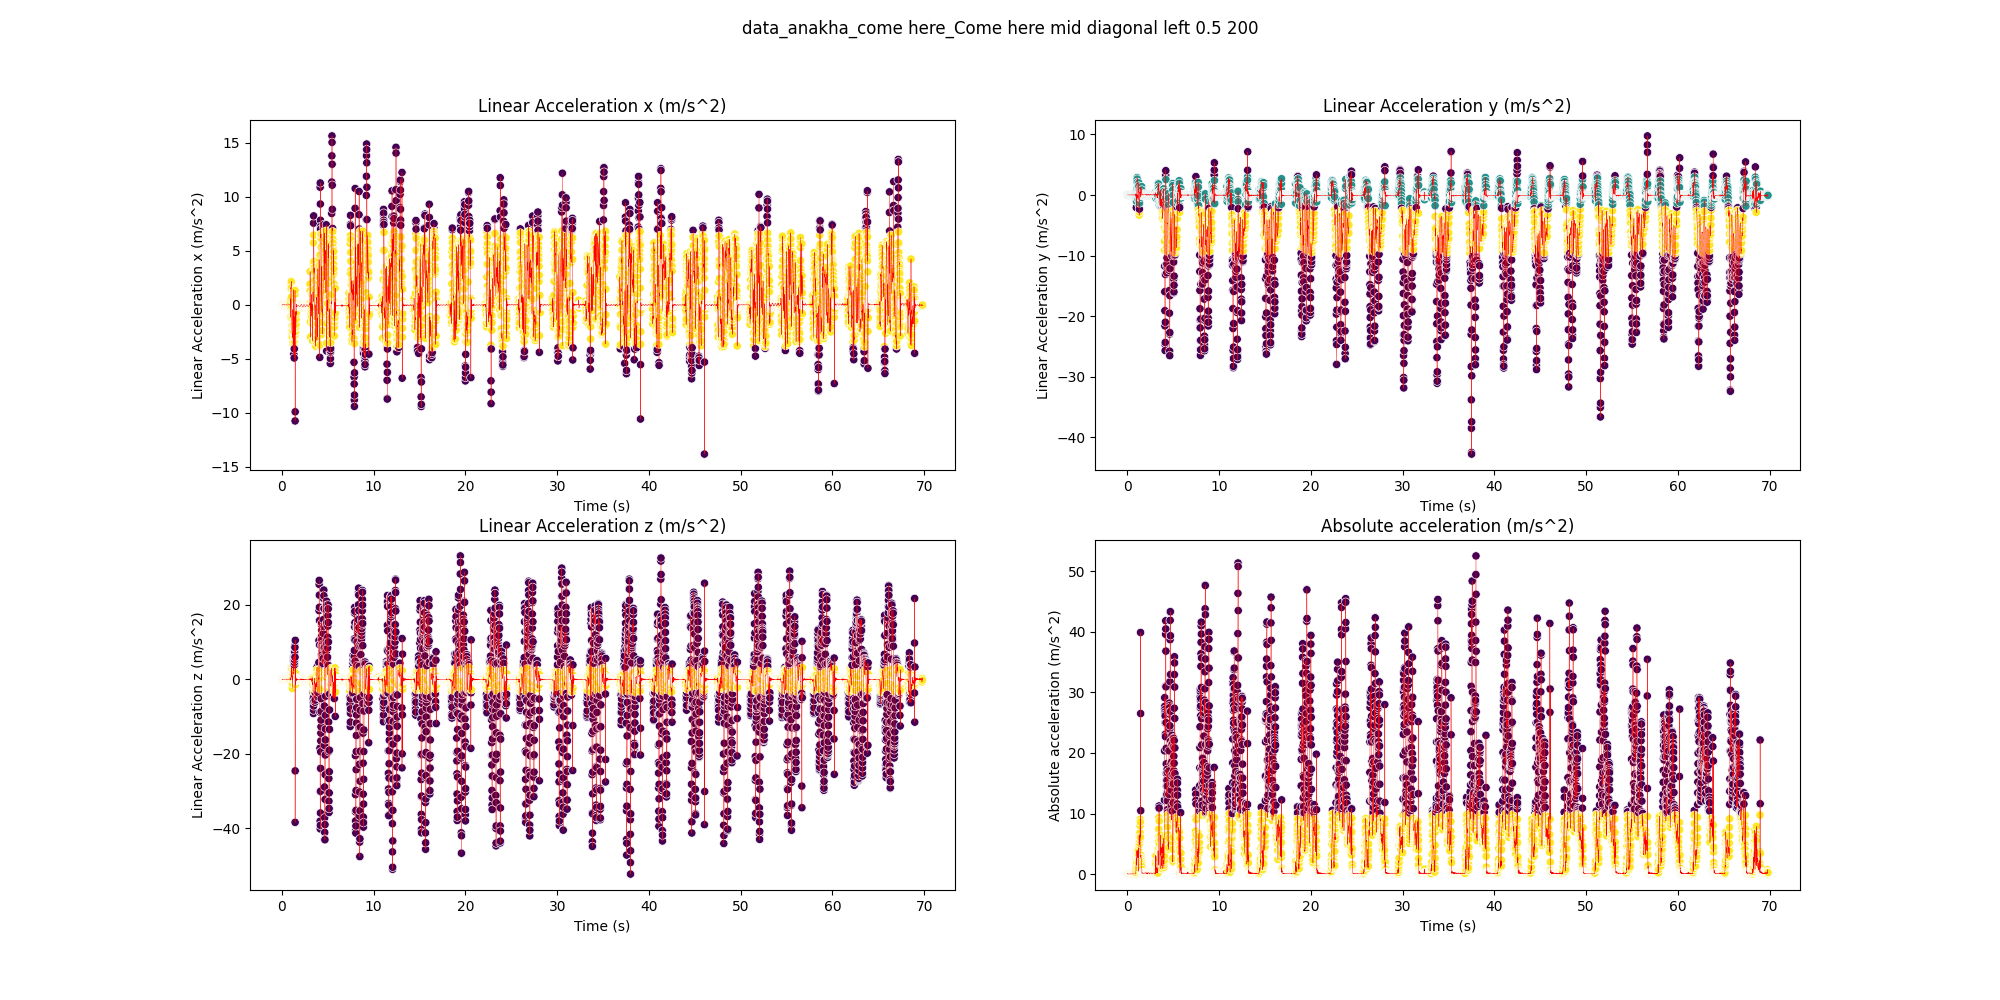 data_anakha_come here_Come here mid diagonal left 0.5 200
Linear Acceleration x (m/s^2)
Linear Acceleration x (m/s^2)
15
10
5
0
−5
−10
−15
0 10 20 30 40 50 60 70
Time (s)
Linear Acceleration y (m/s^2)
Linear Acceleration y (m/s^2)
10
0
−10
−20
−30
−40
0 10 20 30 40 50 60 70
Time (s)
Linear Acceleration z (m/s^2)
Linear Acceleration z (m/s^2)
20
0
−20
−40
0 10 20 30 40 50 60 70
Time (s)
Absolute acceleration (m/s^2)
Absolute acceleration (m/s^2)
50
40
30
20
10
0
0 10 20 30 40 50 60 70
Time (s)